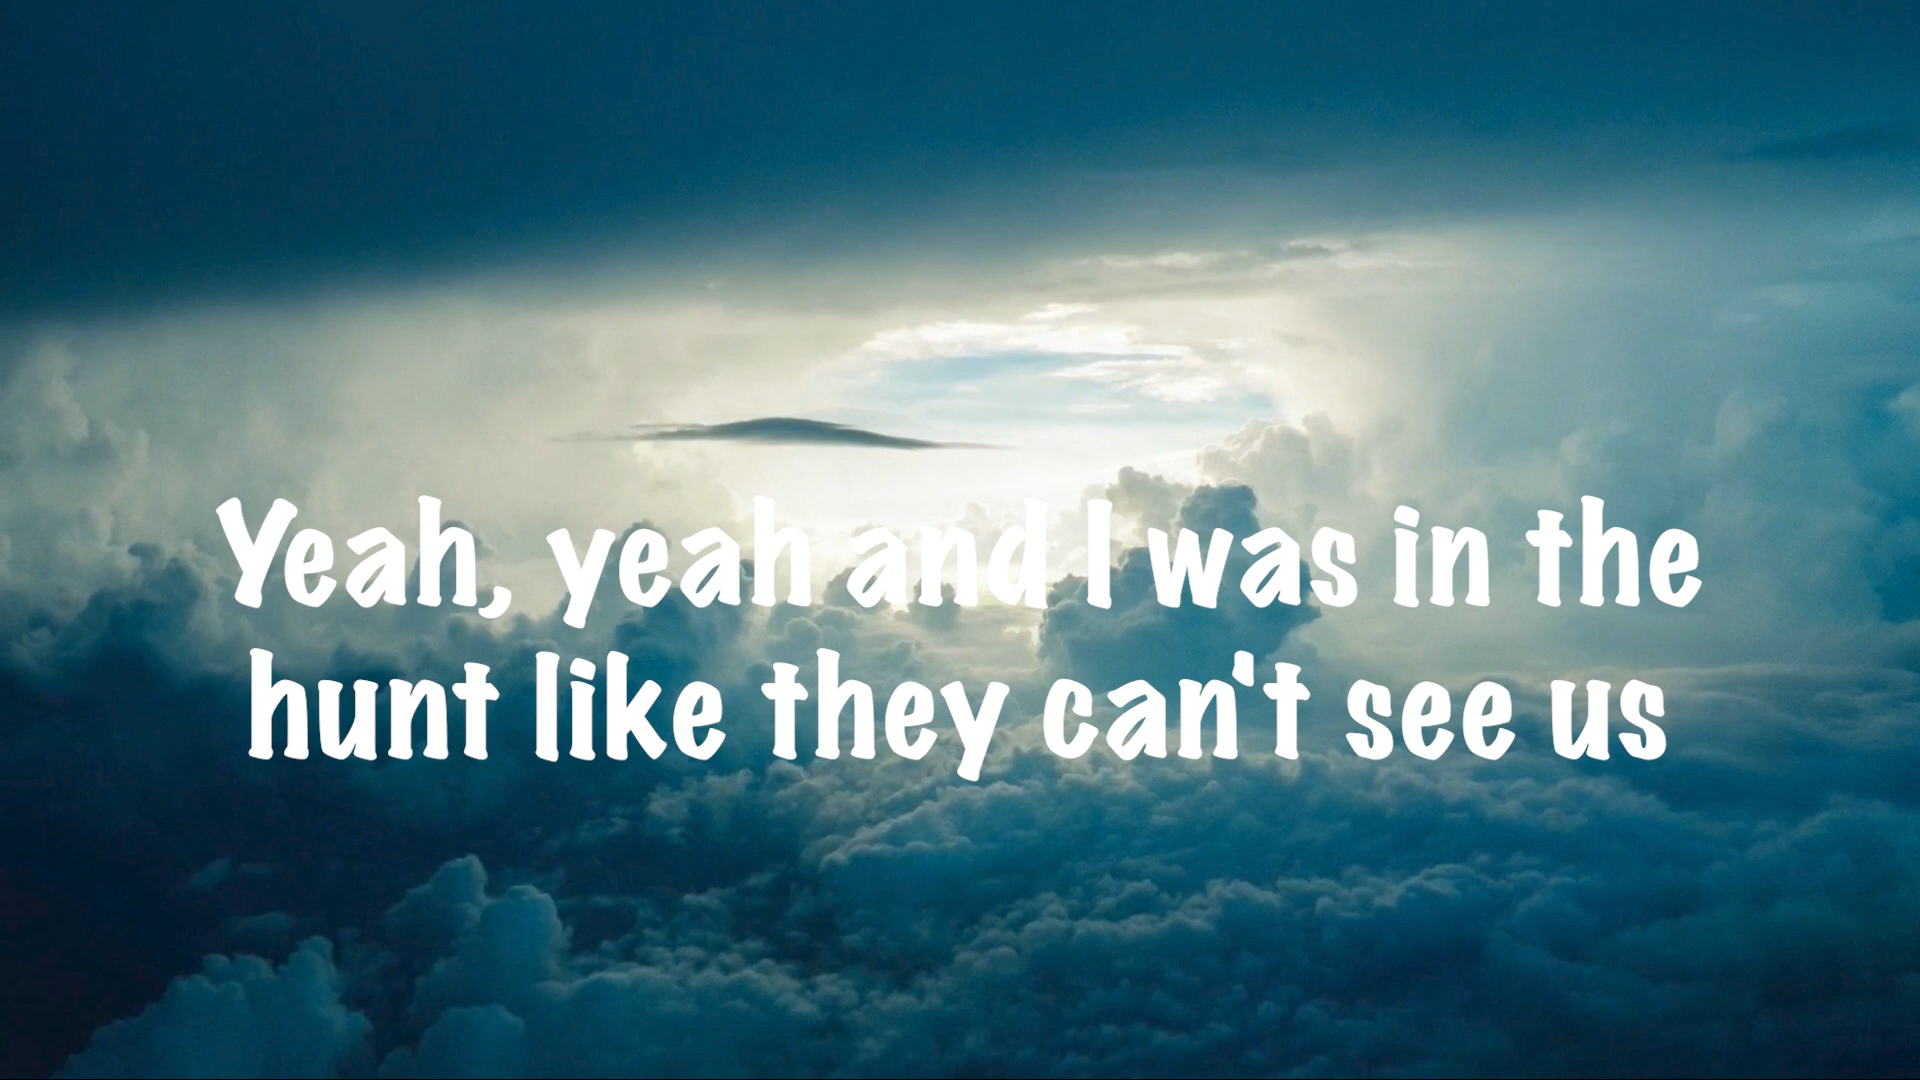 Yeah, yeah and I was in the
hunt like they can't see us